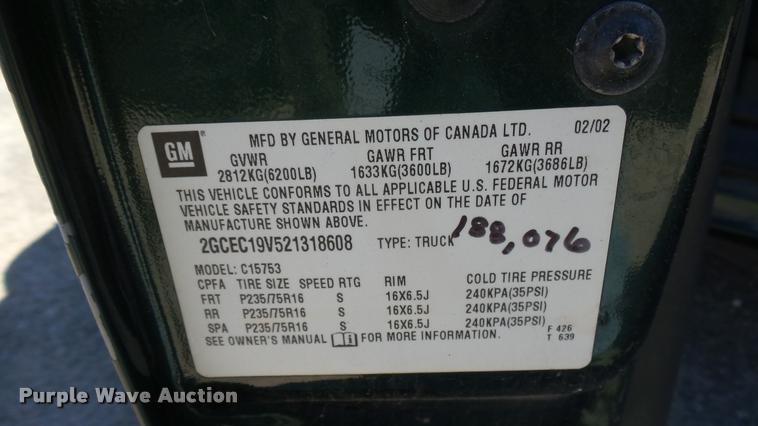 GM
MFD BY GENERAL MOTORS OF CANADA LTD. 02/02
GVWR GAWR FRT GAWR RR
2812KG(6200LB) 1633KG(3600LB) 1672KG(3686LB)
THIS VEHICLE CONFORMS TO ALL APPLICABLE U.S. FEDERAL MOTOR
VEHICLE SAFETY STANDARDS IN EFFECT ON THE DATE OF
MANUFACTURE SHOWN ABOVE.
2GCEC19V521318608 TYPE: TRUCK 188,076
MODEL: C15753
CPFA TIRE SIZE SPEED RTG RIM COLD TIRE PRESSURE
FRT P235/75R16 S 16X6.5J 240KPA(35PSI)
RR P235/75R16 S 16X6.5J 240KPA(35PSI)
SPA P235/75R16 S 16X6.5J 240KPA(35PSI)
SEE OWNER'S MANUAL FOR MORE INFORMATION.
F 426
T 639
Purple Wave Auction